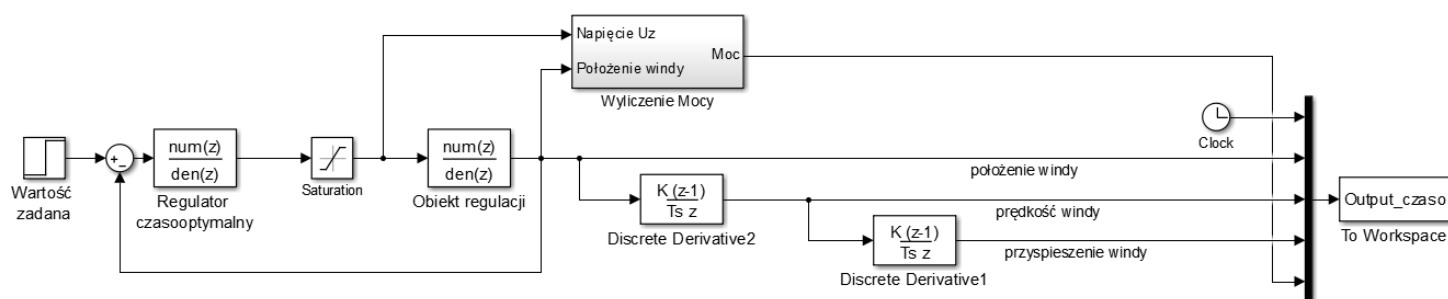 Napięcie Uz
Moc
Położenie windy
Wyliczenie Mocy
Clock
num(z)
den(z)
Regulator
czasooptymalny
Saturation
num(z)
den(z)
Obiekt regulacji
Wartość
zadana
+
−
położenie windy
K (z-1)
Ts z
Discrete Derivative2
prędkość windy
K (z-1)
Ts z
Discrete Derivative1
przyspieszenie windy
Output_czaso
To Workspace